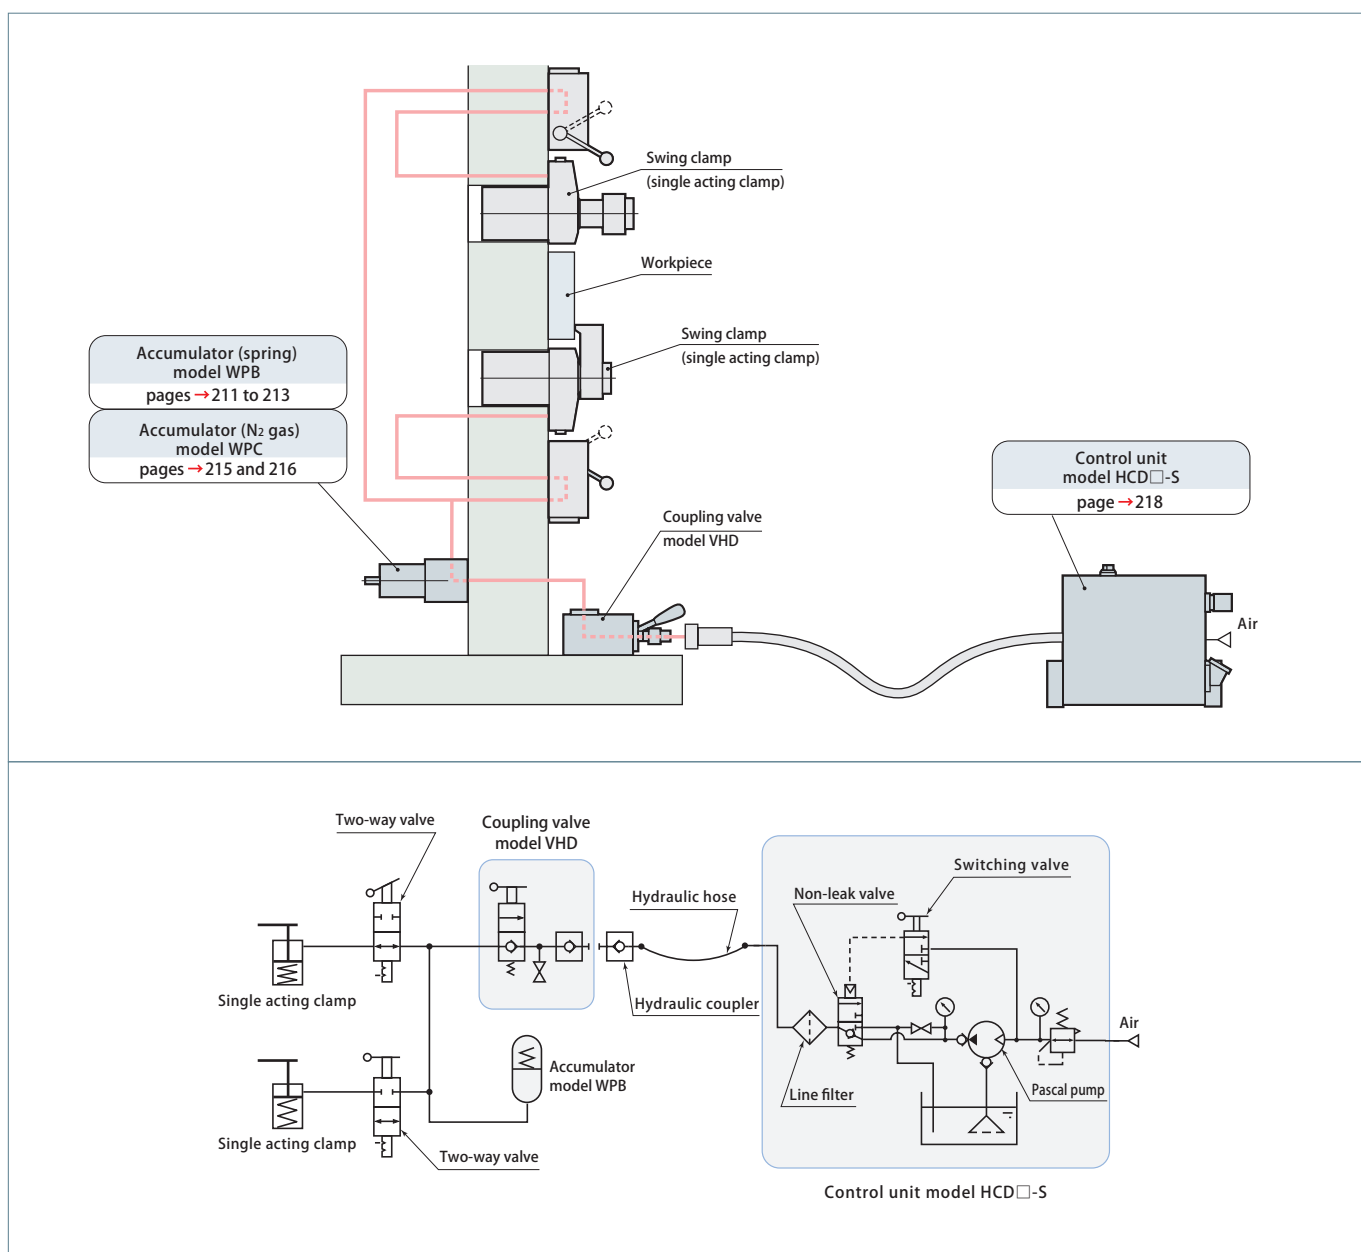 Swing clamp
(single acting clamp)
Workpiece
Swing clamp
(single acting clamp)
Accumulator (spring)
model WPB
pages →211 to 213
Accumulator (N2 gas)
model WPC
pages →215 and 216
Control unit
model HCD□-S
page →218
Coupling valve
model VHD
Air
Two-way valve
Coupling valve
model VHD
Switching valve
Non-leak valve
Hydraulic hose
Single acting clamp
Hydraulic coupler
Air
Accumulator
model WPB
Line filter
Pascal pump
Single acting clamp
Two-way valve
Control unit model HCD□-S